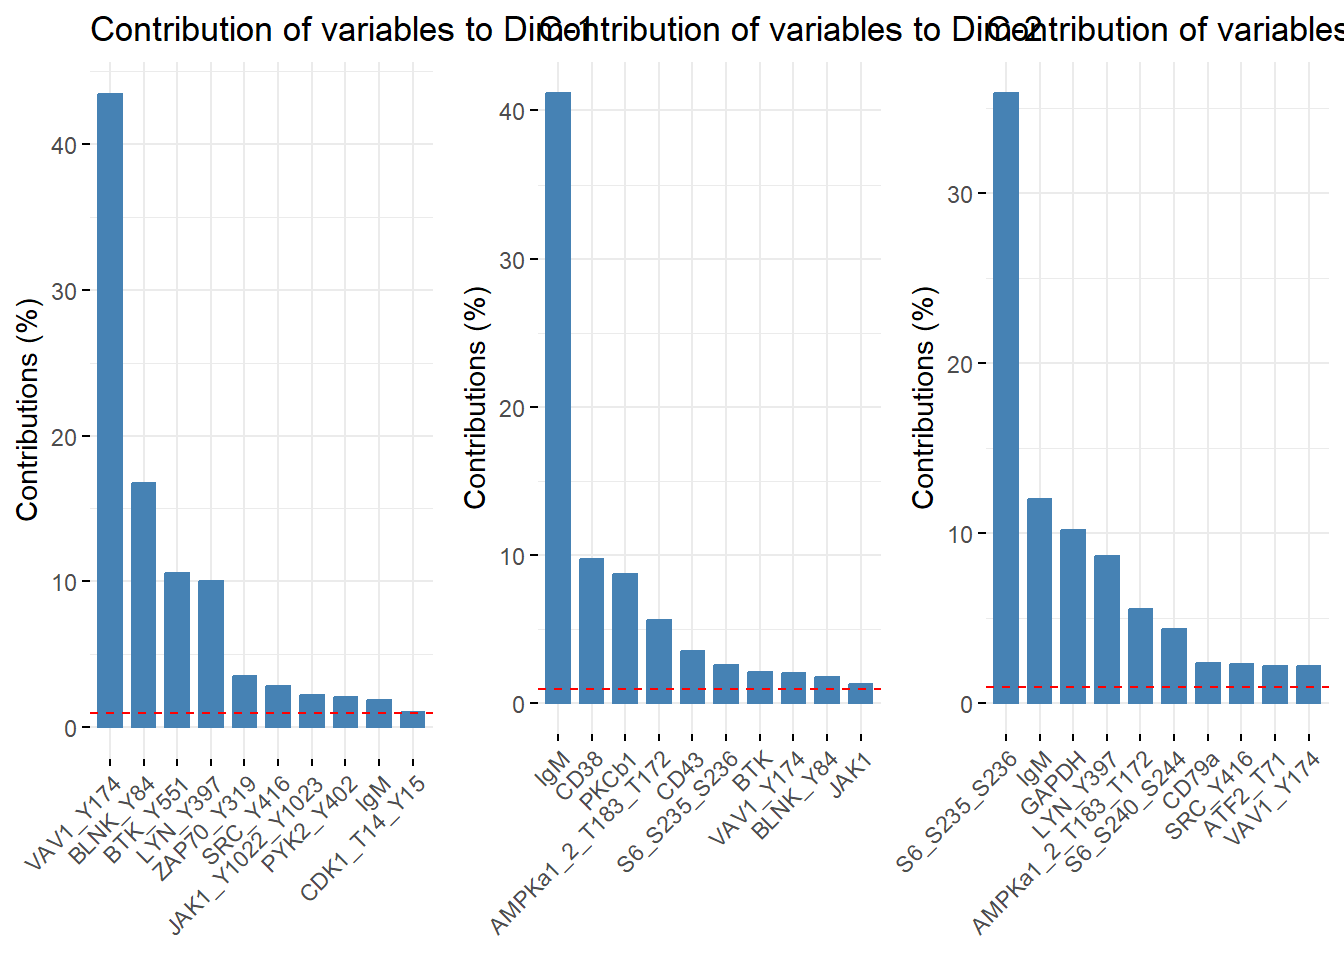 Contribution of variables to Dim-1
Contributions (%)
40
30
20
10
0
VAV1_Y174
BLNK_Y84
BTK_Y551
LYN_Y397
ZAP70_Y319
SRC_Y416
JAK1_Y1022_Y1023
PYK2_Y402
IgM
CDK1_T14_Y15
Contribution of variables to Dim-2
Contributions (%)
40
30
20
10
0
IgM
CD38
PKCb1
AMPKa1_2_T183_T172
CD43
S6_S235_S236
BTK
VAV1_Y174
BLNK_Y84
JAK1
Contribution of variables
Contributions (%)
30
20
10
0
S6_S235_S236
IgM
GAPDH
LYN_Y397
AMPKa1_2_T183_T172
S6_S240_S244
CD79a
SRC_Y416
ATF2_T71
VAV1_Y174